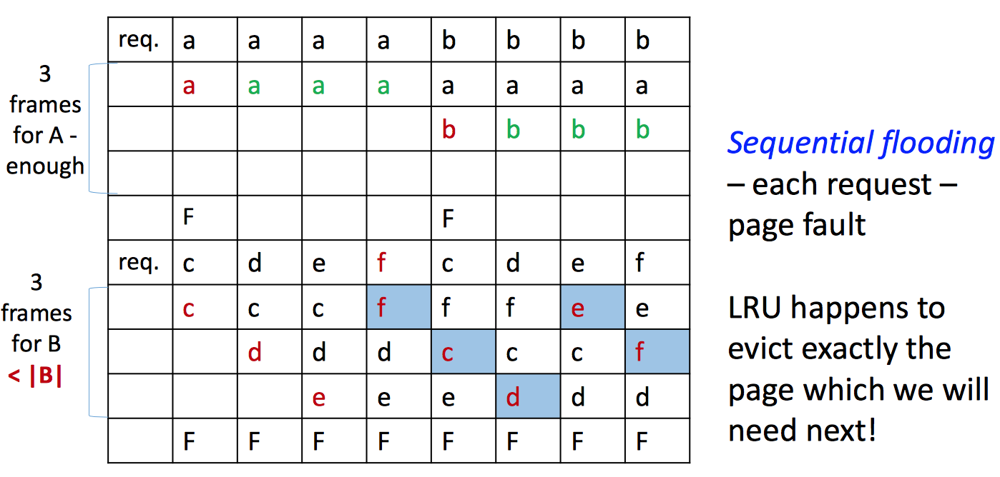 req. a a a a b b b b
3 frames for A - enough
a a a a a a a a
b b b b
F F
req. c d e f c d e f
3 frames for B < |B|
c c c f f f e e
d d d c c c f
e e e d d d
F F F F F F F F
Sequential flooding
– each request –
page fault
LRU happens to
evict exactly the
page which we will
need next!